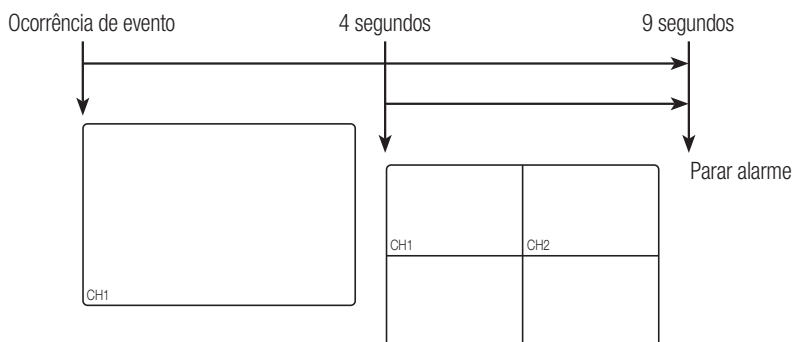 Ocorrência de evento
4 segundos
9 segundos
Parar alarme
CH1
CH2
CH1